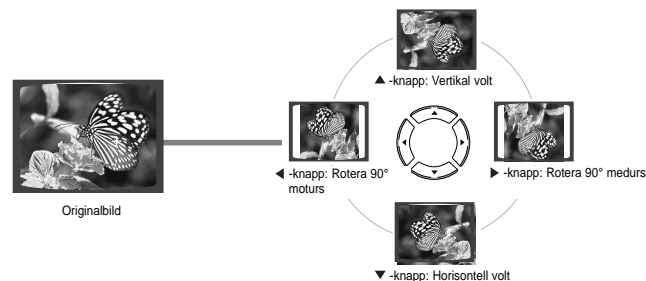 ▲ -knapp: Vertikal volt
◀ -knapp: Rotera 90°
moturs
▶ -knapp: Rotera 90° medurs
Originalbild
▼ -knapp: Horisontell volt